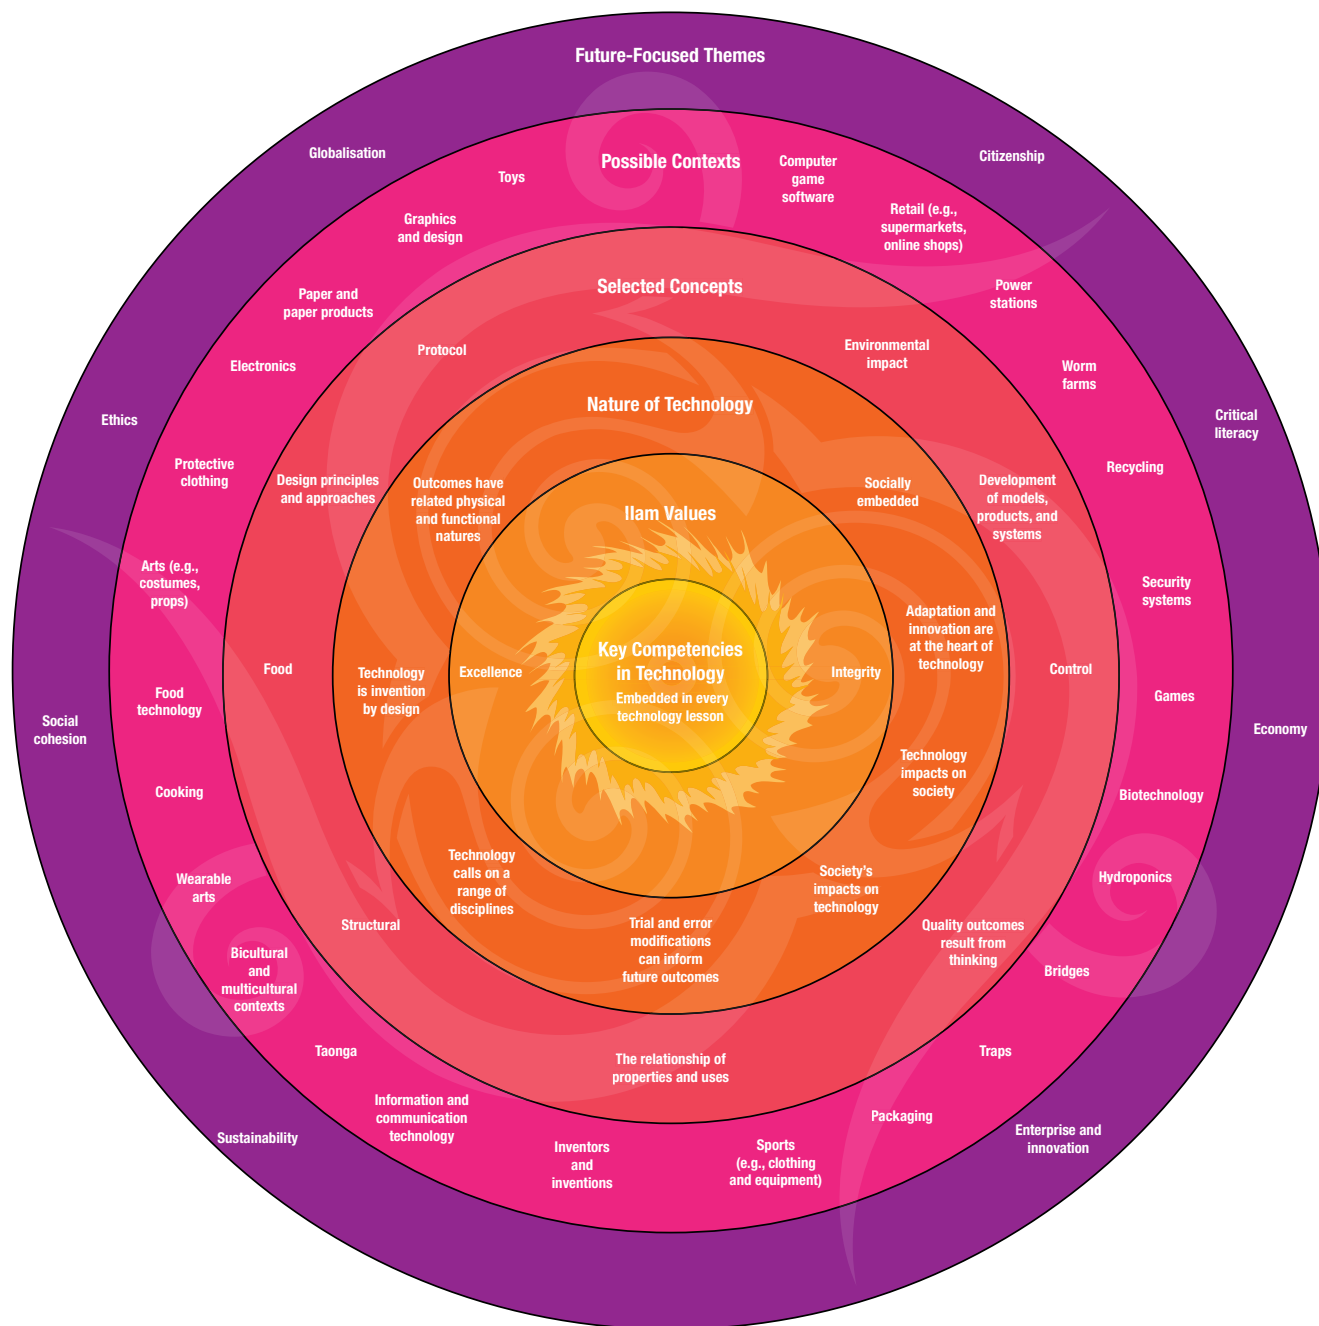 Future-Focused Themes
Globalisation
Citizenship
Critical
literacy
Economy
Enterprise and
innovation
Sustainability
Social
cohesion
Ethics
Possible Contexts
Computer
game
software
Retail (e.g.,
supermarkets,
online shops)
Power
stations
Worm
farms
Recycling
Security
systems
Games
Biotechnology
Hydroponics
Bridges
Traps
Packaging
Sports
(e.g., clothing
and equipment)
Inventors
and
inventions
Information and
communication
technology
Taonga
Bicultural
and
multicultural
contexts
Wearable
arts
Cooking
Food
technology
Arts (e.g.,
costumes,
props)
Protective
clothing
Electronics
Paper and
paper products
Graphics
and design
Toys
Selected Concepts
Environmental
impact
Development
of models,
products, and
systems
Control
Quality outcomes
result from
thinking
The relationship of
properties and uses
Structural
Food
Design principles
and approaches
Protocol
Nature of Technology
Socially
embedded
Adaptation and
innovation are
at the heart of
technology
Technology
impacts on
society
Society's
impacts on
technology
Trial and error
modifications
can inform
future outcomes
Technology
calls on a
range of
disciplines
Technology
is invention
by design
Outcomes have
related physical
and functional
natures
Ilam Values
Excellence
Integrity
Key Competencies
in Technology
Embedded in every
technology lesson